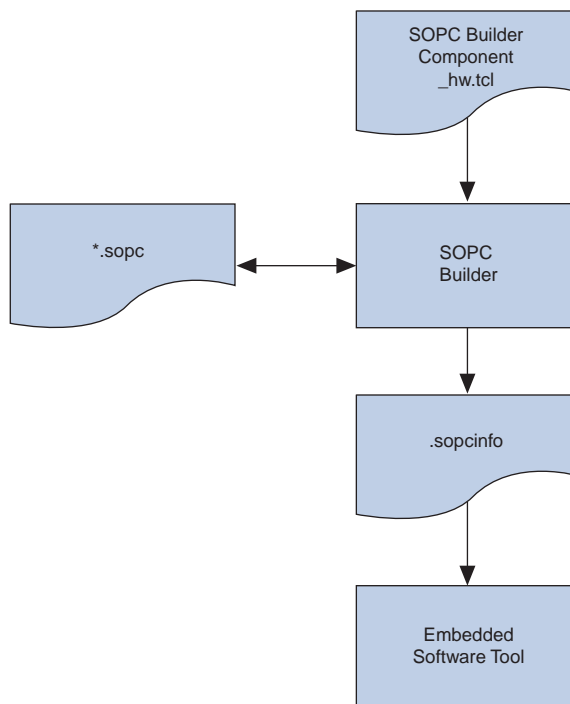 SOPC Builder
Component
_hw.tcl
*.sopc
SOPC
Builder
.sopcinfo
Embedded
Software Tool